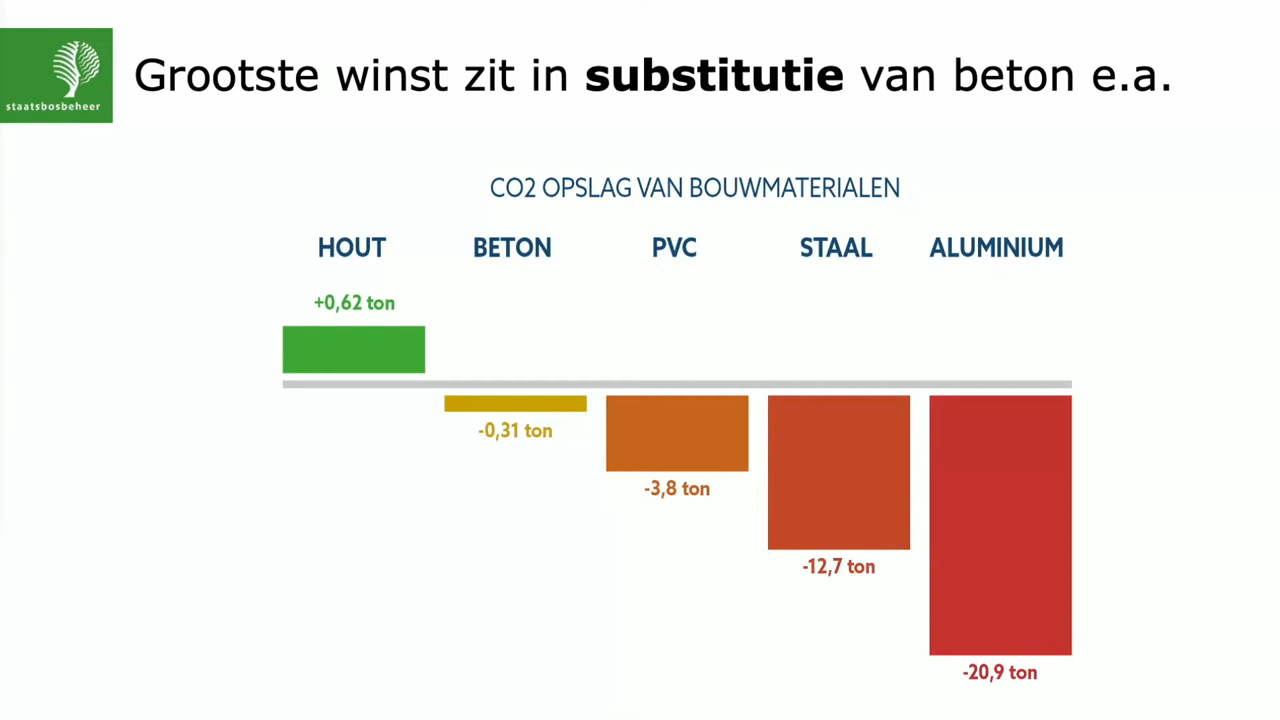 staatsbosbeheer
Grootste winst zit in substitutie van beton e.a.
CO2 OPSLAG VAN BOUWMATERIALEN
HOUT BETON PVC STAAL ALUMINIUM
+0,62 ton
-0,31 ton
-3,8 ton
-12,7 ton
-20,9 ton